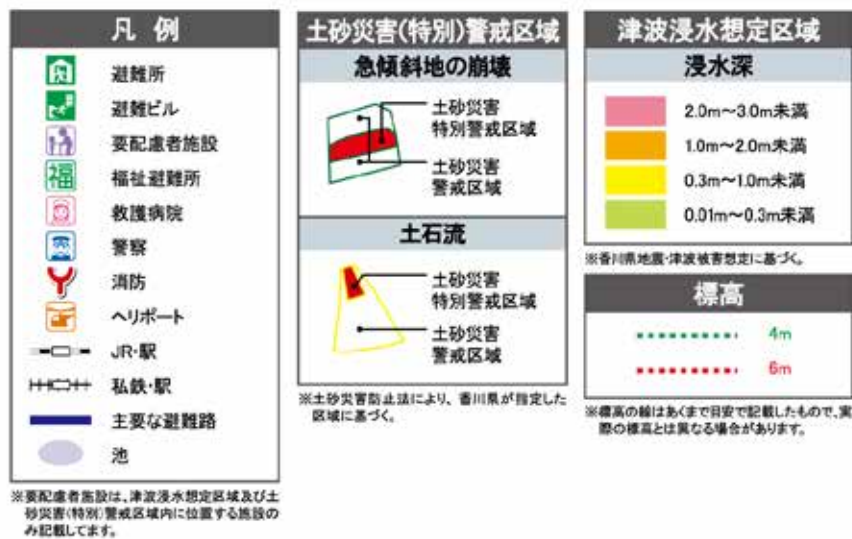 凡 例
避難所
避難ビル
要配慮者施設
福
福祉避難所
救護病院
警察
消防
ヘリポート
JR・駅
私鉄・駅
主要な避難路
池
※要配慮者施設は、津波浸水想定区域及び土
砂災害(特別)警戒区域内に位置する施設の
み記載してます。
土砂災害(特別)警戒区域
急傾斜地の崩壊
土砂災害
特別警戒区域
土砂災害
警戒区域
土石流
土砂災害
特別警戒区域
土砂災害
警戒区域
※土砂災害防止法により、香川県が指定した
区域に基づく。
津波浸水想定区域
浸水深
2.0m〜3.0m未満
1.0m〜2.0m未満
0.3m〜1.0m未満
0.01m〜0.3m未満
※香川県地震・津波被害想定に基づく。
標高
4m
6m
※標高の線はあくまで目安で記載したもので、実
際の標高とは異なる場合があります。